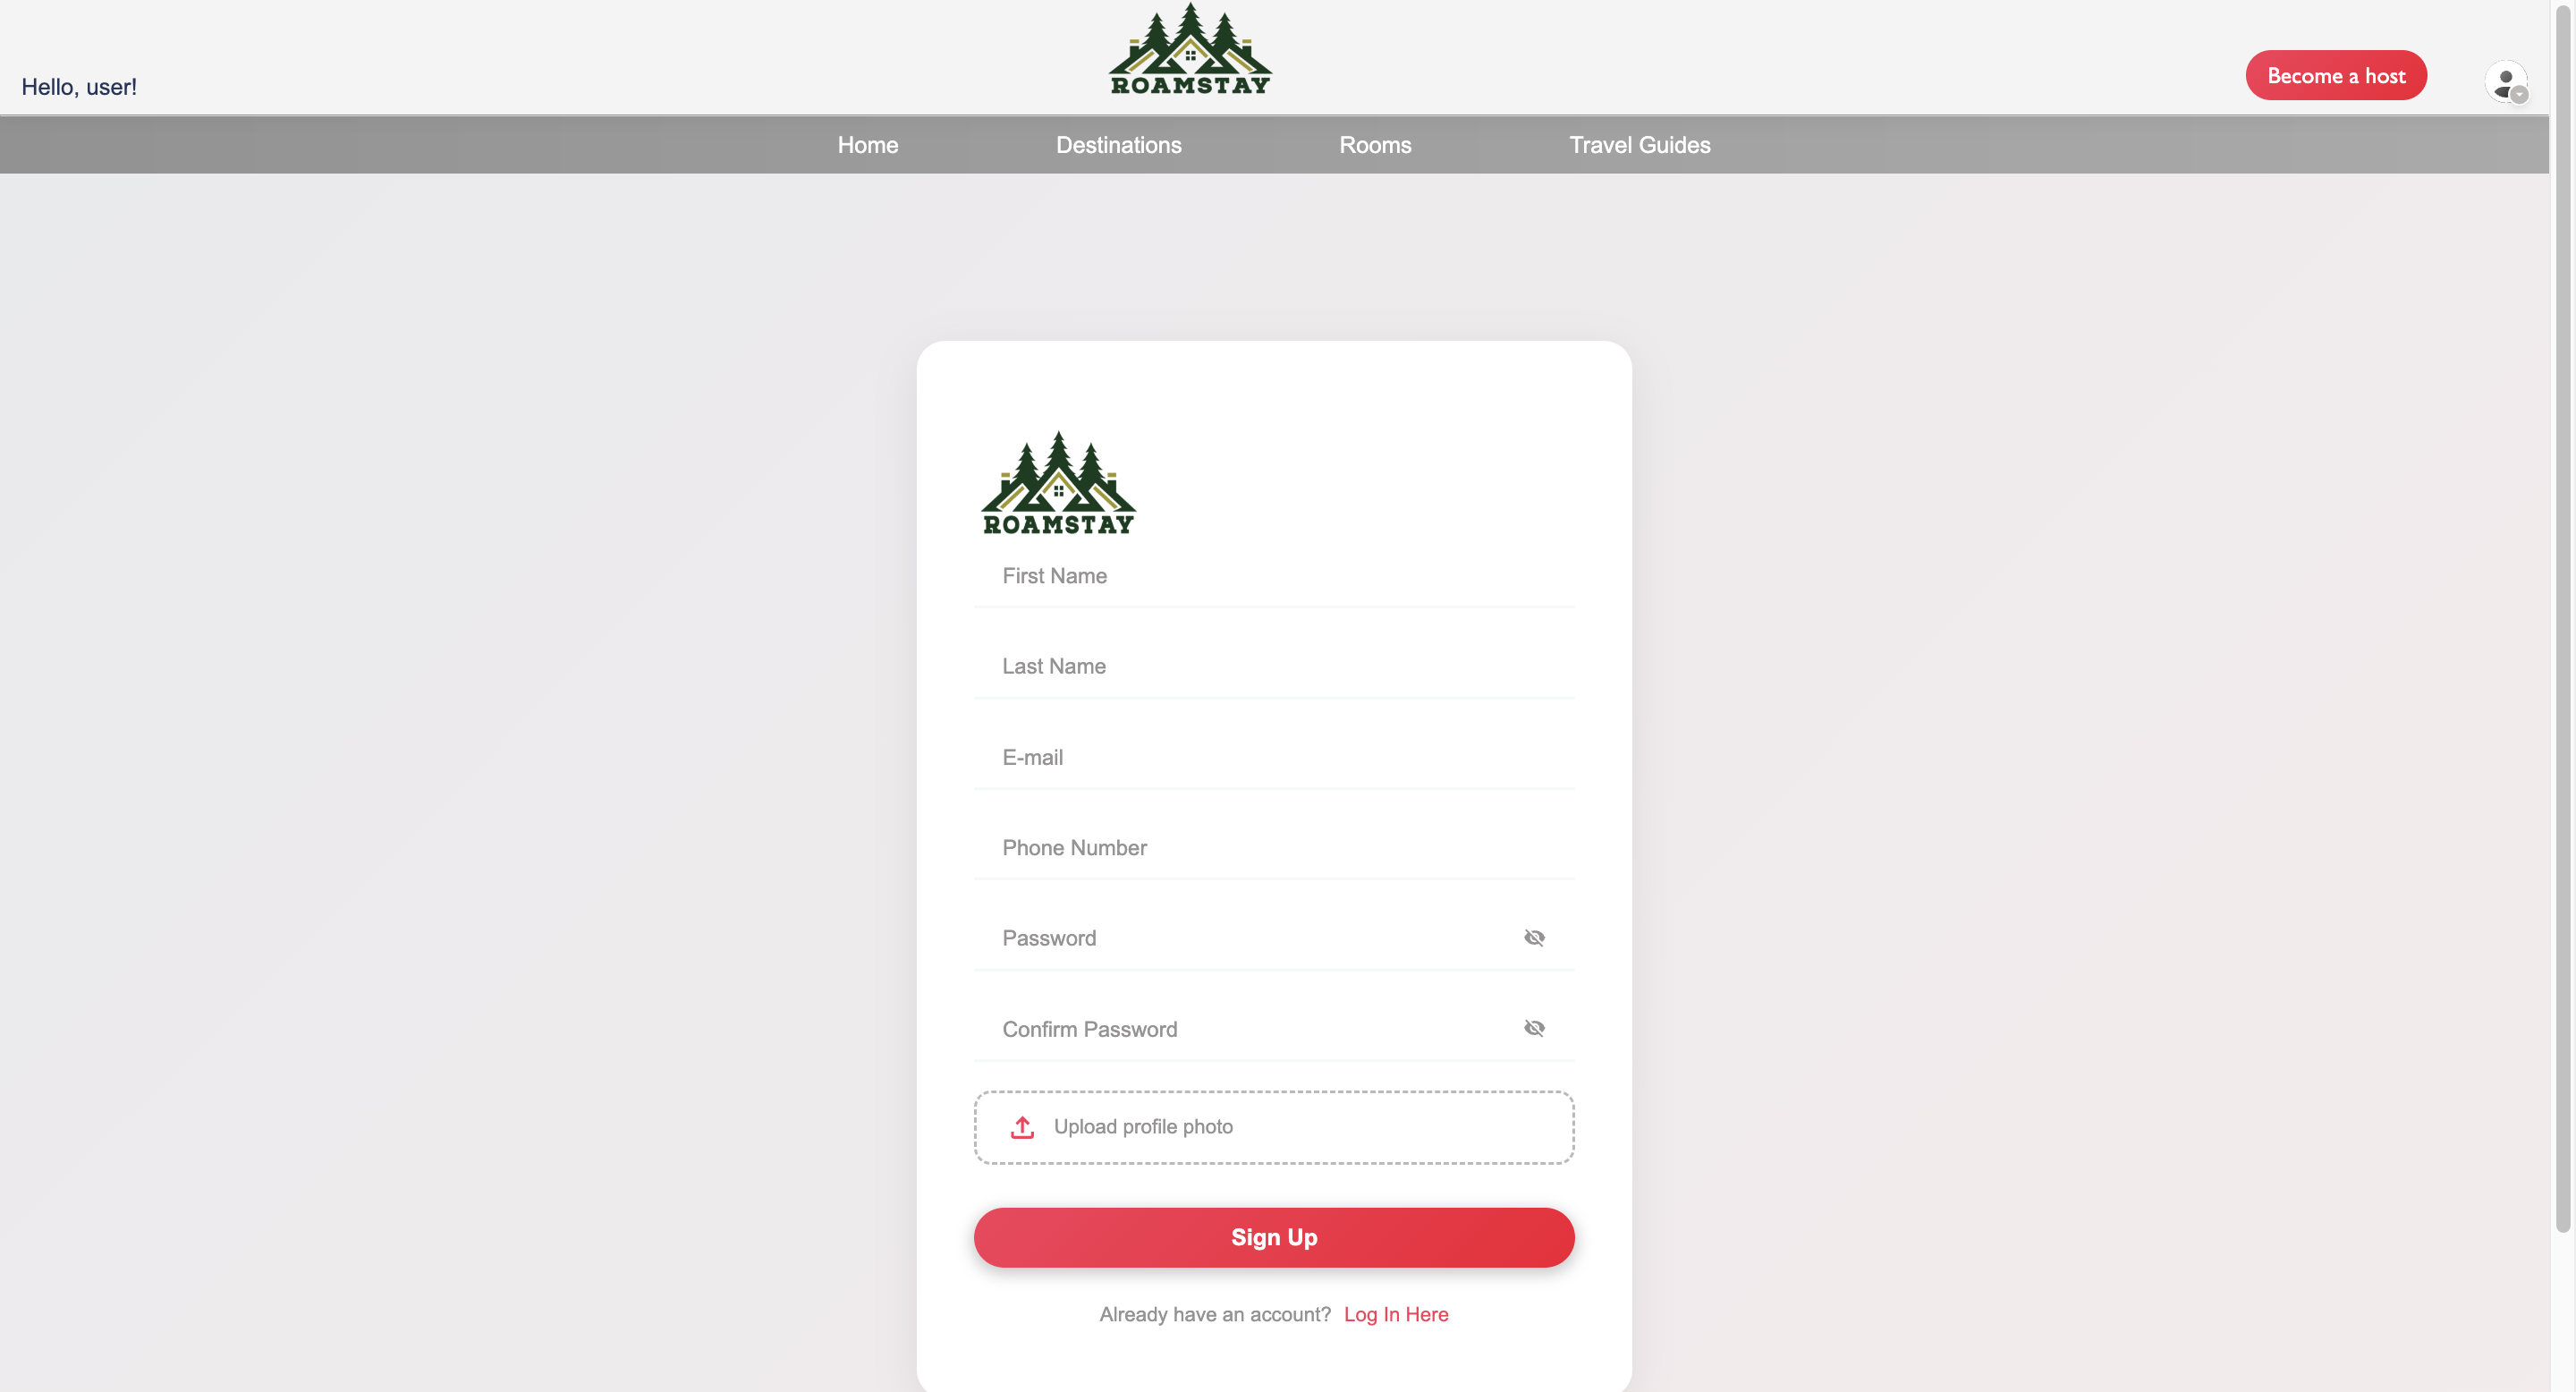 ROAMSTAY
Hello, user!
Become a host
Home Destinations Rooms Travel Guides
ROAMSTAY
First Name
Last Name
E-mail
Phone Number
Password
Confirm Password
Upload profile photo
Sign Up
Already have an account? Log In Here